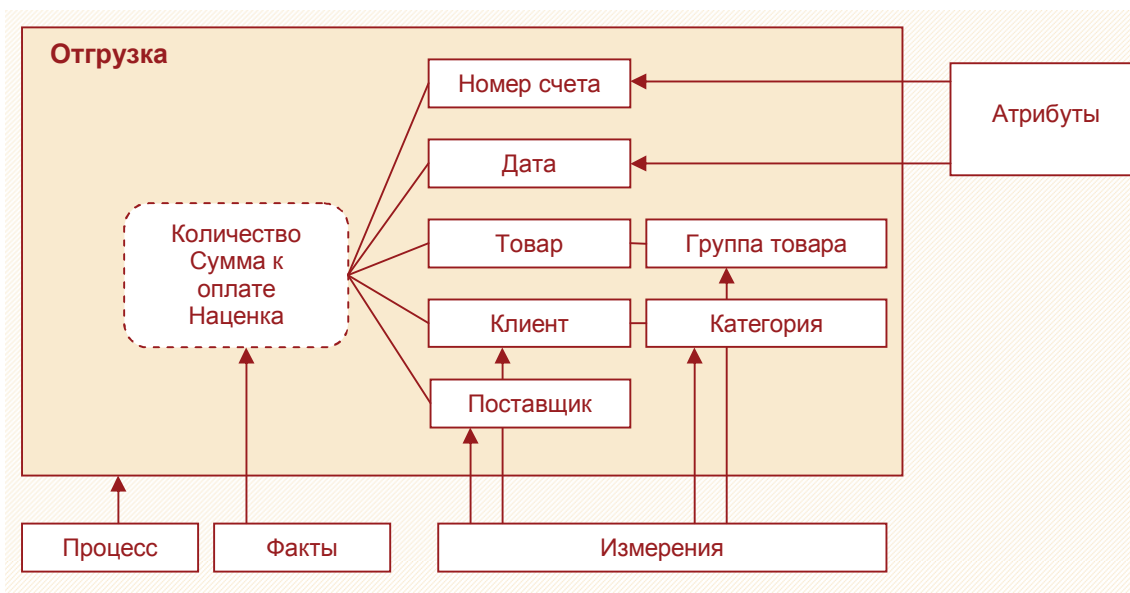 Отгрузка
Номер счета
Атрибуты
Дата
Количество
Сумма к
оплате
Наценка
Товар
Группа товара
Клиент
Категория
Поставщик
Процесс
Факты
Измерения